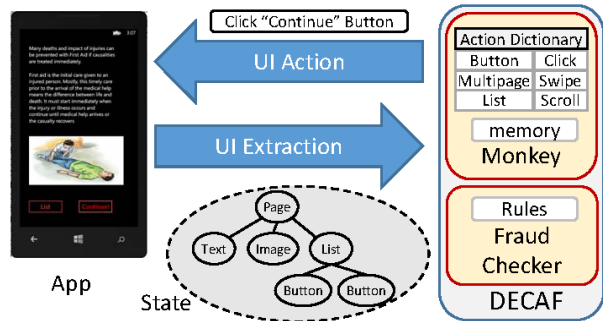 3:07
Many deaths and impact of injuries can
be prevented with First Aid if causalities
are treated immediately.
First aid is the initial care given to an
injured person. Mostly, this timely care
prior to the arrival of the medical help
means the difference between life and
death. It must start immediately when
the injury or illness occurs and
continue until medical help arrives or
the casualty recovers
List
Continue!
App
Click “Continue” Button
UI Action
UI Extraction
Page
Text
Image
List
Button
Button
State
Action Dictionary
Button Click
Multipage Swipe
List Scroll
memory
Monkey
Rules
Fraud
Checker
DECAF